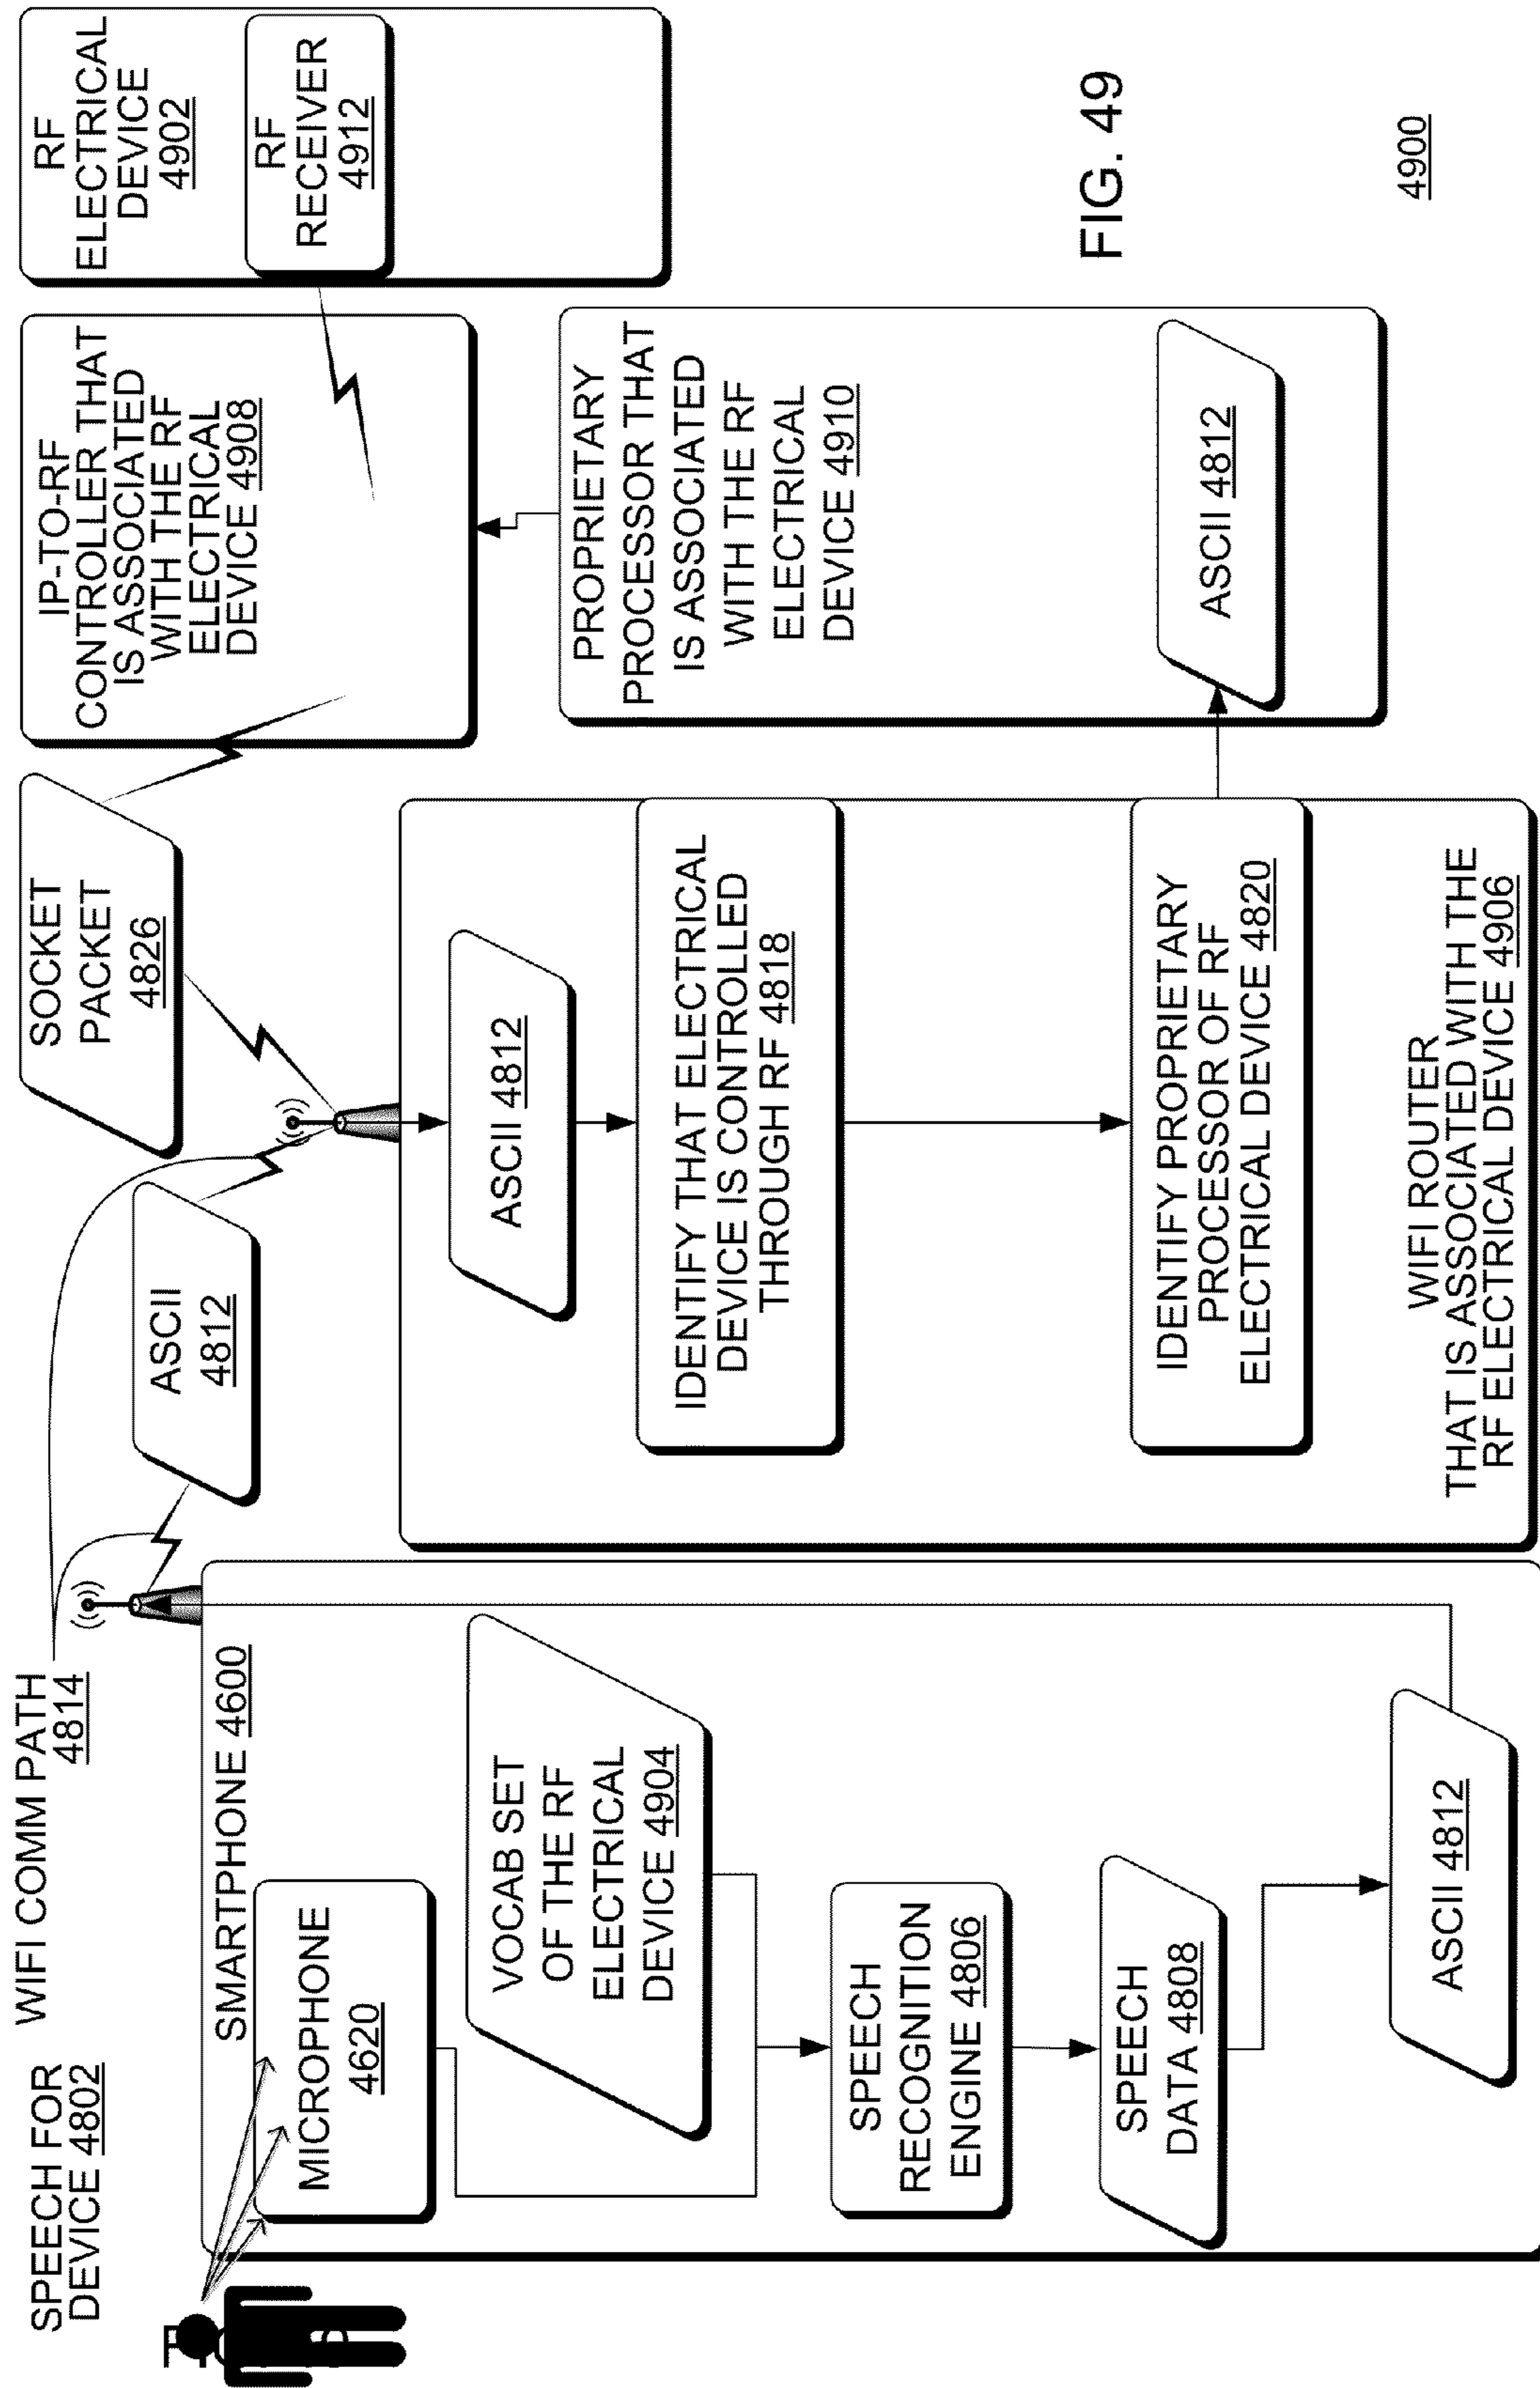 SPEECH FOR
DEVICE 4802
WIFI COMM PATH
4814
SMARTPHONE 4600
MICROPHONE
4620
VOCAB SET
OF THE RF
ELECTRICAL
DEVICE 4904
SPEECH
RECOGNITION
ENGINE 4806
SPEECH
DATA 4808
ASCII 4812
ASCII
4812
SOCKET
PACKET
4826
ASCII 4812
IDENTIFY THAT ELECTRICAL
DEVICE IS CONTROLLED
THROUGH RF 4818
IDENTIFY PROPRIETARY
PROCESSOR OF RF
ELECTRICAL DEVICE 4820
WIFI ROUTER
THAT IS ASSOCIATED WITH THE
RF ELECTRICAL DEVICE 4906
IP-TO-RF
CONTROLLER THAT
IS ASSOCIATED
WITH THE RF
ELECTRICAL
DEVICE 4908
PROPRIETARY
PROCESSOR THAT
IS ASSOCIATED
WITH THE RF
ELECTRICAL
DEVICE 4910
ASCII 4812
RF
ELECTRICAL
DEVICE
4902
RF
RECEIVER
4912
FIG. 49
4900